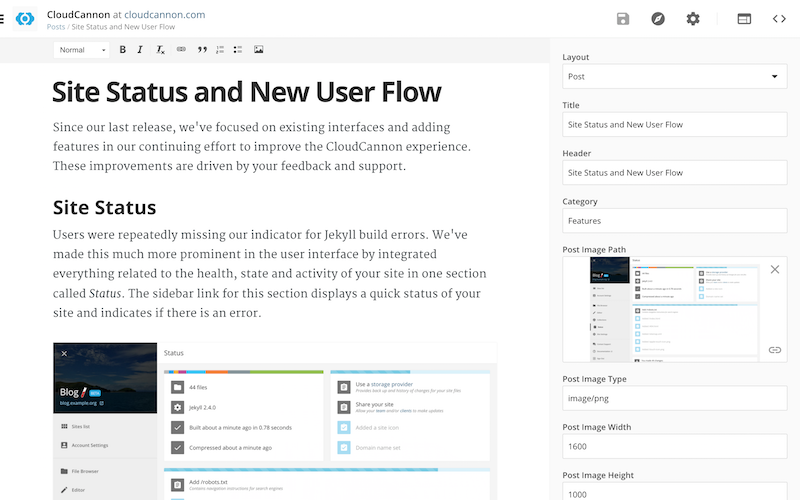 CloudCannon at cloudcannon.com
Posts / Site Status and New User Flow
Normal
B I Tx
Site Status and New User Flow
Since our last release, we've focused on existing interfaces and adding
features in our continuing effort to improve the CloudCannon experience.
These improvements are driven by your feedback and support.
Site Status
Users were repeatedly missing our indicator for Jekyll build errors. We've
made this much more prominent in the user interface by integrated
everything related to the health, state and activity of your site in one section
called Status. The sidebar link for this section displays a quick status of your
site and indicates if there is an error.
Blog
BETA
blog.example.org
Sites list
Account Settings
File Browser
Editor
Status
44 files
Jekyll 2.4.0
Built about a minute ago in 0.78 seconds
Compressed about a minute ago
Use a storage provider
Provides back up and history of changes for your site files.
Share your site
Allow your team and/or clients to make updates
Added a site icon
Domain name set
Add /robots.txt
Contains navigation instructions for search engines
Layout
Post
Title
Site Status and New User Flow
Header
Site Status and New User Flow
Category
Features
Post Image Path
Blog
Post Image Type
image/png
Post Image Width
1600
Post Image Height
1000